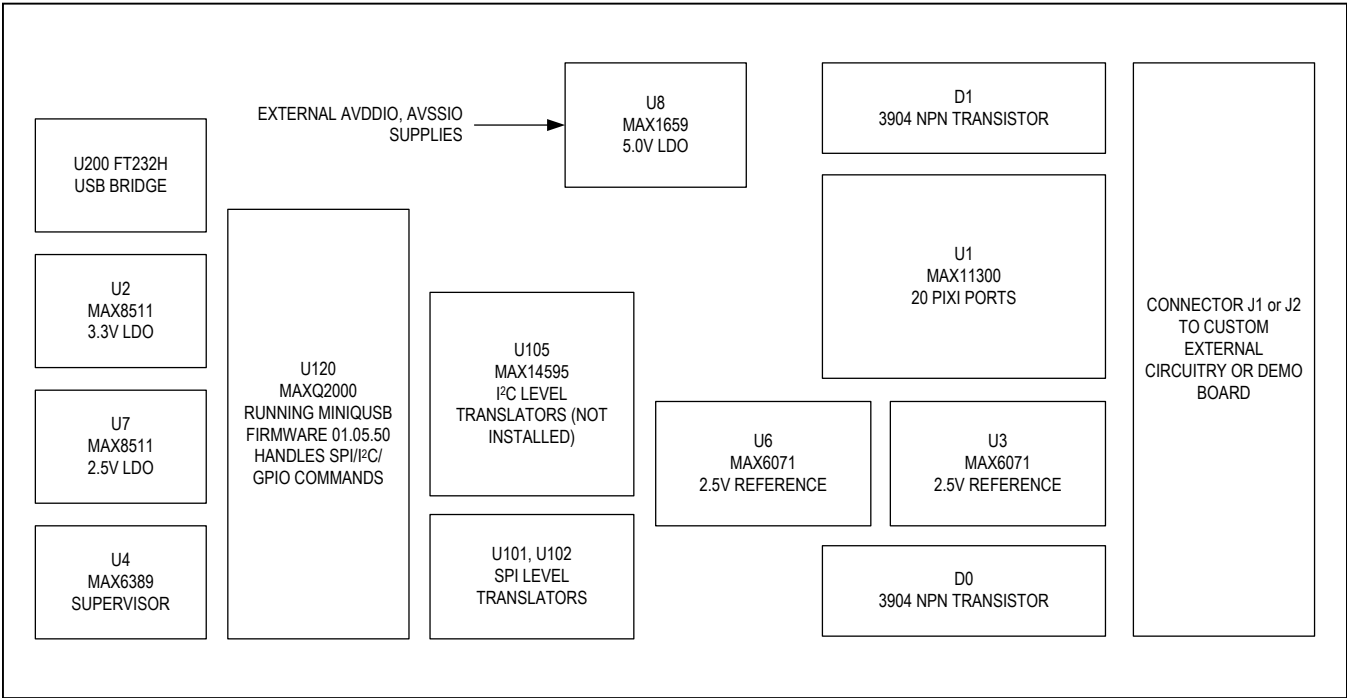 EXTERNAL AVDDIO, AVSSIO
SUPPLIES
U8
MAX1659
5.0V LDO
D1
3904 NPN TRANSISTOR
U200 FT232H
USB BRIDGE
U2
MAX8511
3.3V LDO
U7
MAX8511
2.5V LDO
U4
MAX6389
SUPERVISOR
U120
MAXQ2000
RUNNING MINIQUSB
FIRMWARE 01.05.50
HANDLES SPI/I²C/
GPIO COMMANDS
U105
MAX14595
I²C LEVEL
TRANSLATORS (NOT
INSTALLED)
U101, U102
SPI LEVEL
TRANSLATORS
U1
MAX11300
20 PIXI PORTS
U6
MAX6071
2.5V REFERENCE
U3
MAX6071
2.5V REFERENCE
D0
3904 NPN TRANSISTOR
CONNECTOR J1 or J2
TO CUSTOM
EXTERNAL
CIRCUITRY OR DEMO
BOARD